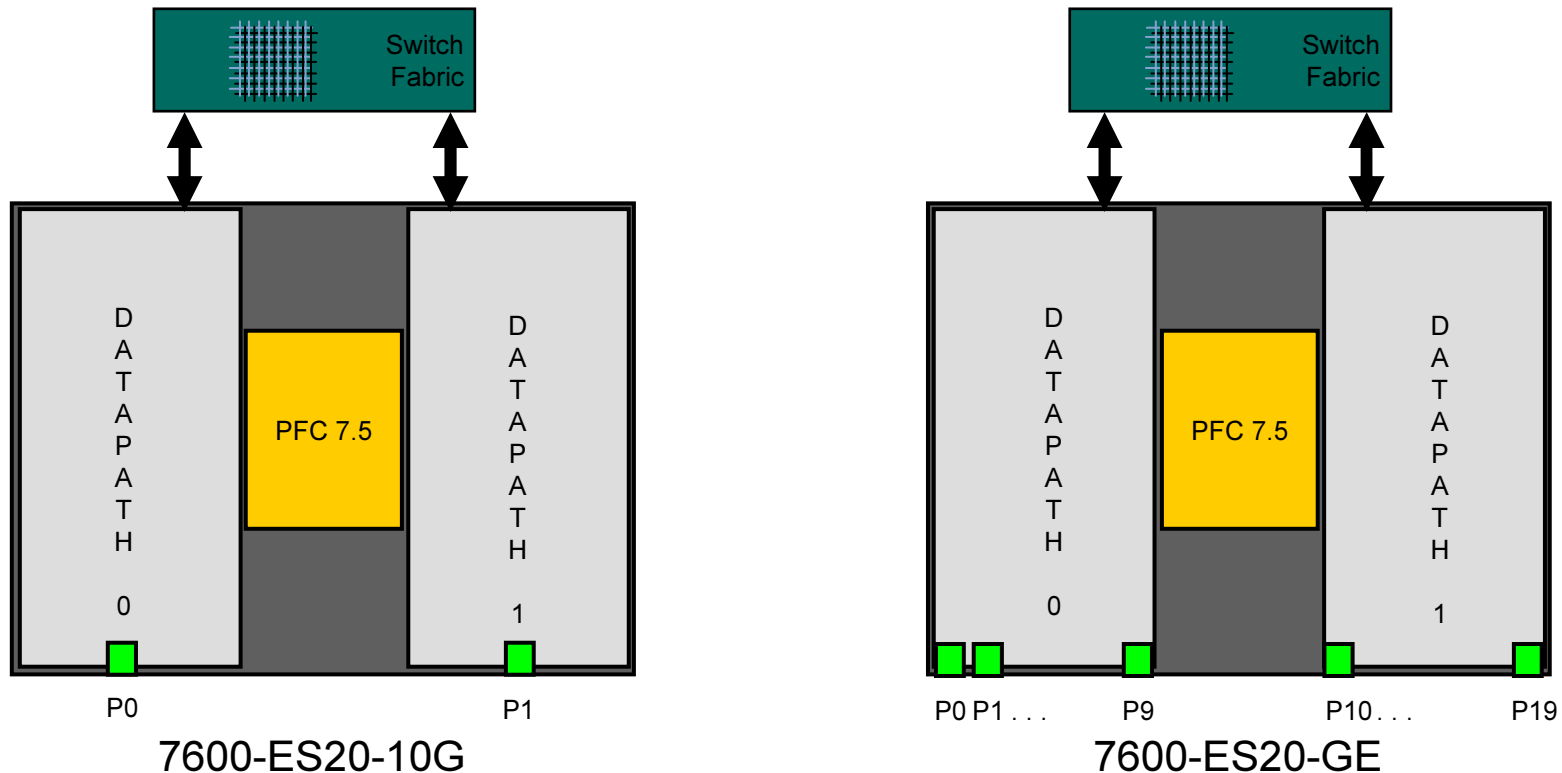 Switch
Fabric
D
A
T
A
P
A
T
H
0
PFC 7.5
D
A
T
A
P
A
T
H
1
P0
P1
7600-ES20-10G
Switch
Fabric
D
A
T
A
P
A
T
H
0
PFC 7.5
D
A
T
A
P
A
T
H
1
P0 P1 . . .
P9
P10 . . .
P19
7600-ES20-GE